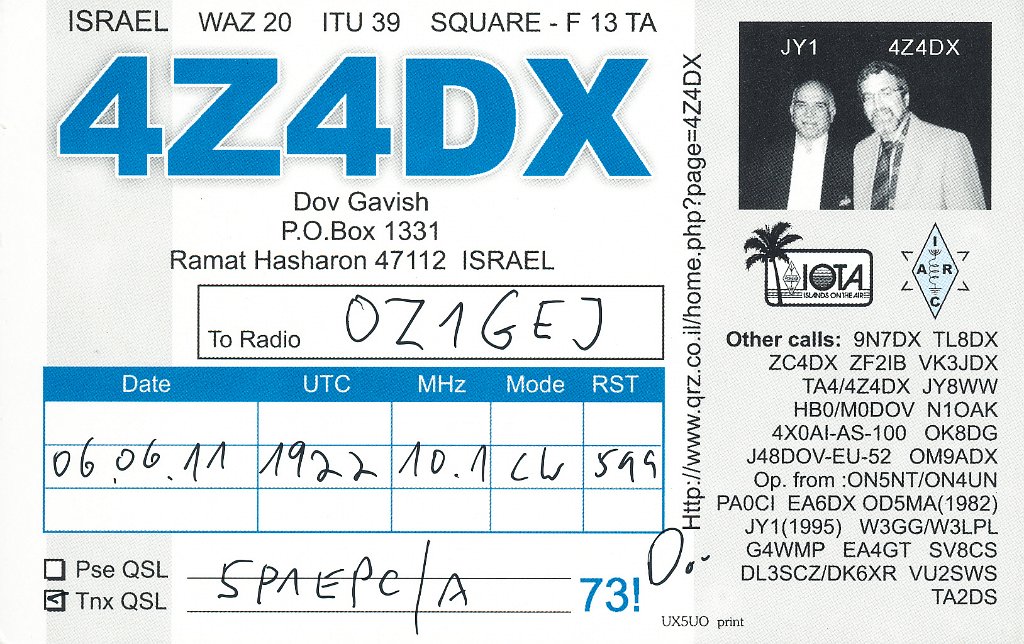 ISRAEL WAZ 20 ITU 39 SQUARE - F 13 TA
4Z4DX
Dov Gavish
P.O.Box 1331
Ramat Hasharon 47112 ISRAEL
To Radio OZ1GEJ
Date UTC MHz Mode RST
06.06.11 1922 10.1 CW 599
Pse QSL
Tnx QSL 5P1EPC/A 73!
Http://www.qrz.co.il/home.php?page=4Z4DX
JY1 4Z4DX
IOTA
ISLANDS ON THE AIR
I
A R
C
Other calls: 9N7DX TL8DX
ZC4DX ZF2IB VK3JDX
TA4/4Z4DX JY8WW
HB0/M0DOV N1OAK
4X0AI-AS-100 OK8DG
J48DOV-EU-52 OM9ADX
Op. from :ON5NT/ON4UN
PA0CI EA6DX OD5MA(1982)
JY1(1995) W3GG/W3LPL
G4WMP EA4GT SV8CS
DL3SCZ/DK6XR VU2SWS
TA2DS
UX5UO print